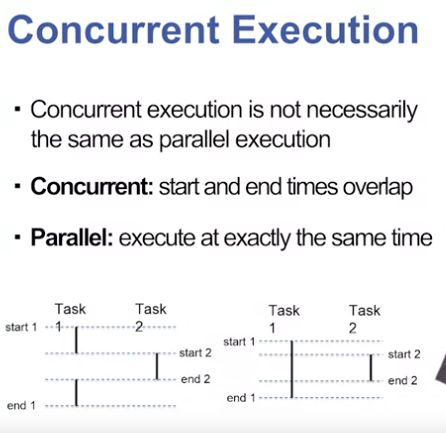 Concurrent Execution
▪ Concurrent execution is not necessarily
the same as parallel execution
▪ Concurrent: start and end times overlap
▪ Parallel: execute at exactly the same time
Task
1
Task
2
start 1
start 2
end 2
end 1
Task
1
Task
2
start 1
start 2
end 2
end 1